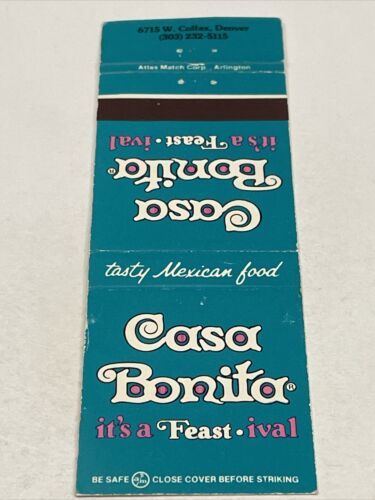 6715 W. Colfax, Denver
(303) 232-5115
Atlas Match Corp., Arlington
it's a Feast•ival
Casa
Bonita®
tasty Mexican food
Casa
Bonita®
it's a Feast•ival
BE SAFE atm CLOSE COVER BEFORE STRIKING